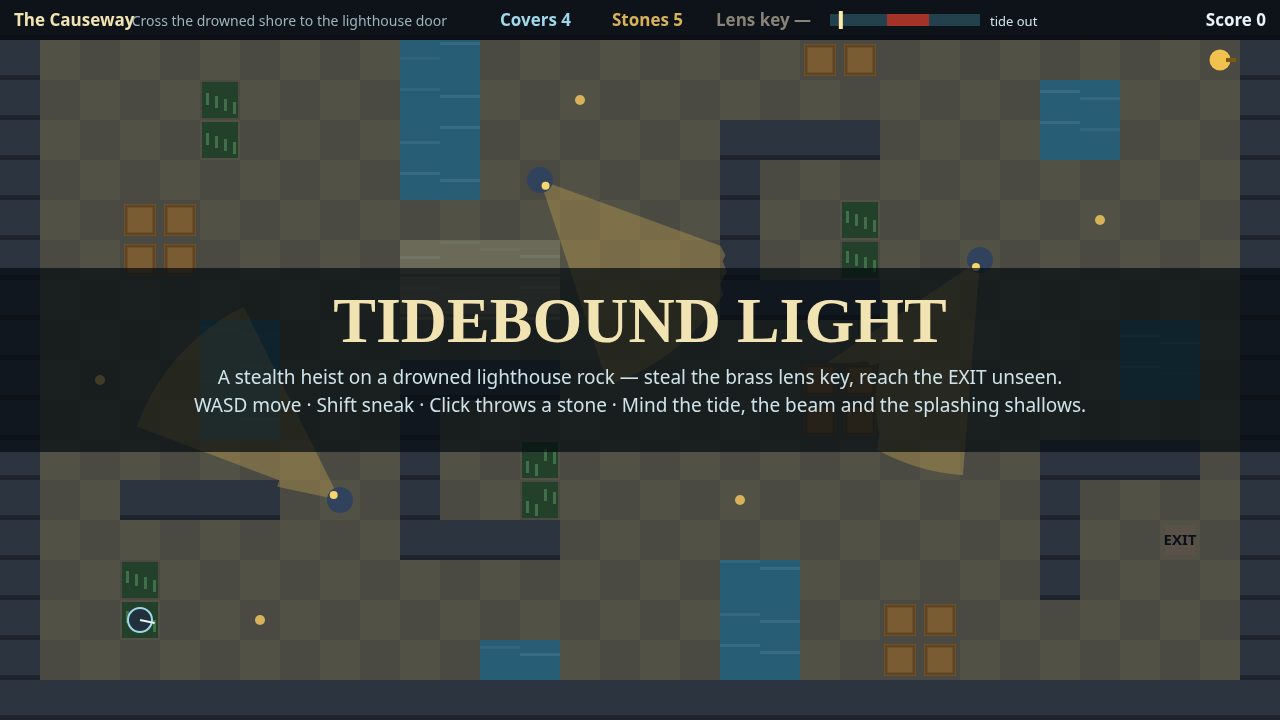 The Causeway Cross the drowned shore to the lighthouse door Covers 4 Stones 5 Lens key — tide out Score 0
TIDEBOUND LIGHT
A stealth heist on a drowned lighthouse rock — steal the brass lens key, reach the EXIT unseen.
WASD move · Shift sneak · Click throws a stone · Mind the tide, the beam and the splashing shallows.
EXIT